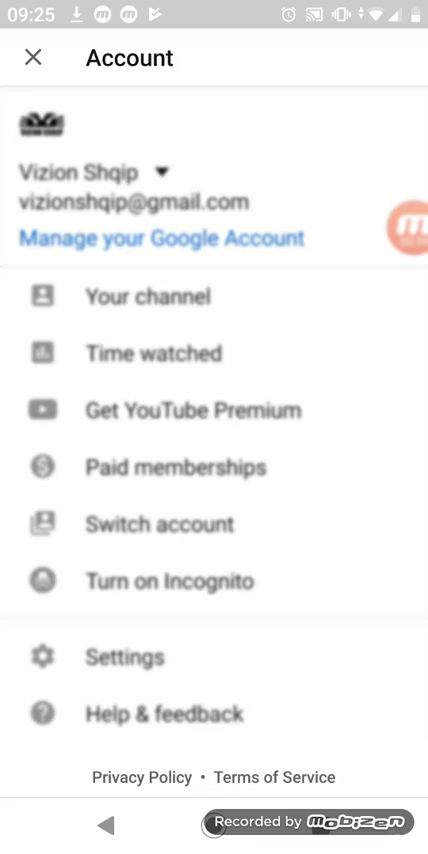 09:25
Account
Vizion Shqip
vizionshqip@gmail.com
Manage your Google Account
Your channel
Time watched
Get YouTube Premium
Paid memberships
Switch account
Turn on Incognito
Settings
Help & feedback
Privacy Policy • Terms of Service
Recorded by mobizen